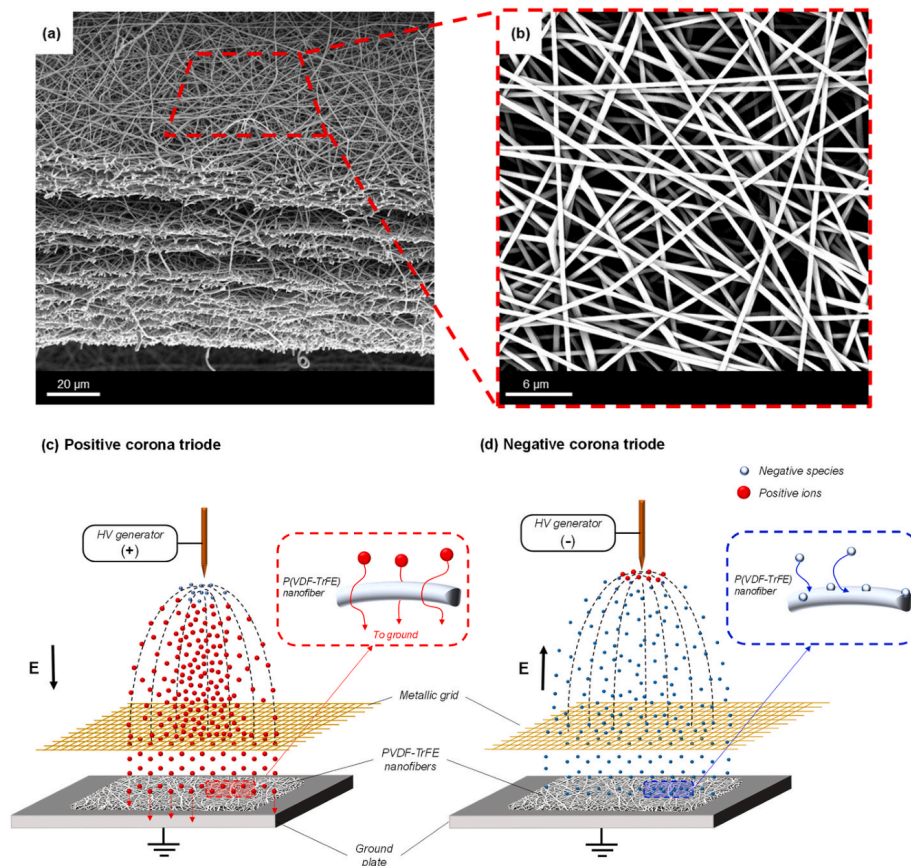 (a)
(b)
20 µm
6 µm
(c) Positive corona triode
(d) Negative corona triode
Negative species
Positive ions
HV generator
(+)
P(VDF-TrFE)
nanofiber
To ground
E
HV generator
(-)
P(VDF-TrFE)
nanofiber
E
Metallic grid
PVDF-TrFE
nanofibers
Ground
plate